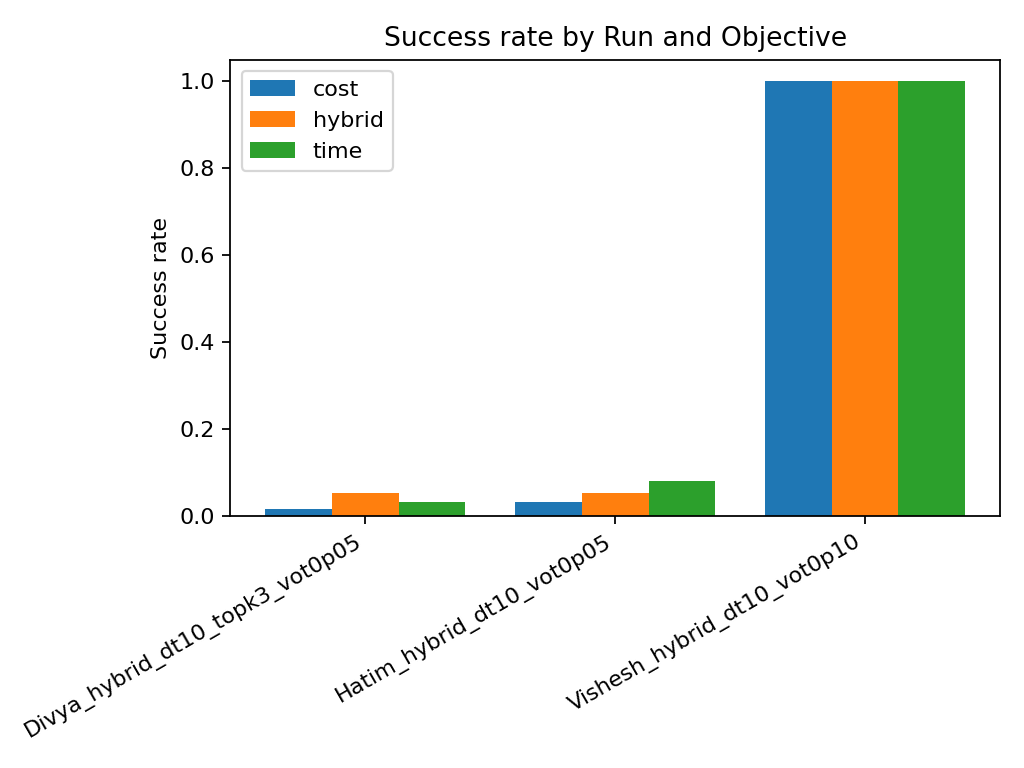 Success rate by Run and Objective
cost
hybrid
time
1.0
0.8
0.6
0.4
0.2
0.0
Success rate
Divya_hybrid_dt10_topk3_vot0p05
Hatim_hybrid_dt10_vot0p05
Vishesh_hybrid_dt10_vot0p10